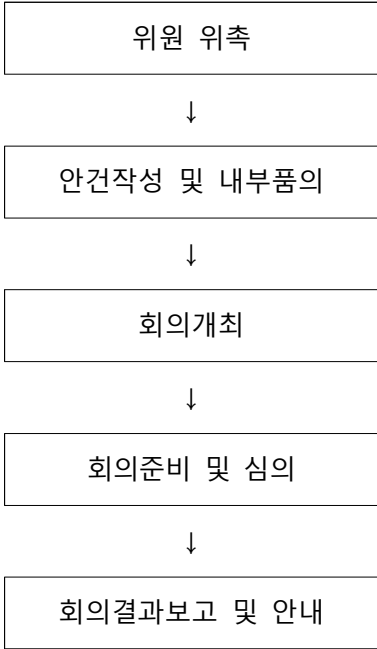 위원 위촉
↓
안건작성 및 내부품의
↓
회의개최
↓
회의준비 및 심의
↓
회의결과보고 및 안내